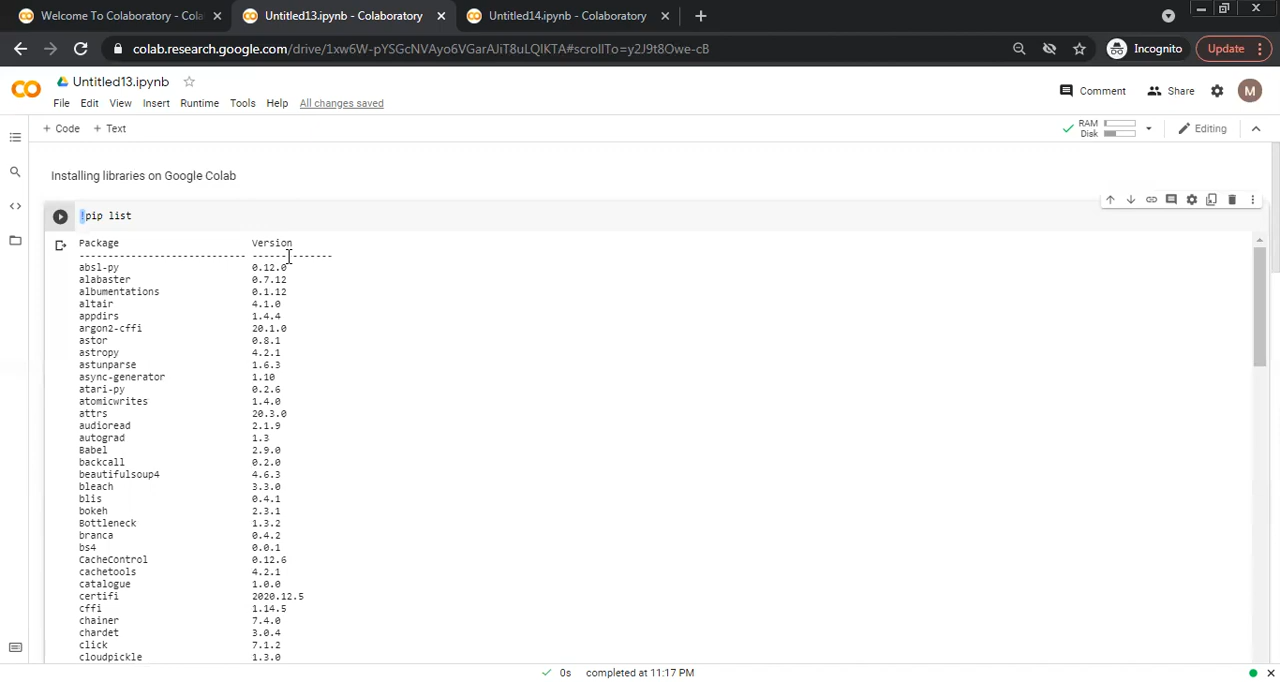 Welcome To Colaboratory - Cola
Untitled13.ipynb - Colaboratory
Untitled14.ipynb - Colaboratory
colab.research.google.com/drive/1xw6W-pYSGcNVAyo6VGarAJiT8uLQIKTA#scrollTo=y2J9t8Owe-cB
Incognito
Update
Untitled13.ipynb
File Edit View Insert Runtime Tools Help All changes saved
Comment Share M
+ Code + Text
RAM
Disk
Editing
Installing libraries on Google Colab
!pip list
Package Version
---------------------------- --------------
absl-py 0.12.0
alabaster 0.7.12
albumentations 0.1.12
altair 4.1.0
appdirs 1.4.4
argon2-cffi 20.1.0
astor 0.8.1
astropy 4.2.1
astunparse 1.6.3
async-generator 1.10
atari-py 0.2.6
atomicwrites 1.4.0
attrs 20.3.0
audioread 2.1.9
autograd 1.3
Babel 2.9.0
backcall 0.2.0
beautifulsoup4 4.6.3
bleach 3.3.0
blis 0.4.1
bokeh 2.3.1
Bottleneck 1.3.2
branca 0.4.2
bs4 0.0.1
CacheControl 0.12.6
cachetools 4.2.1
catalogue 1.0.0
certifi 2020.12.5
cffi 1.14.5
chainer 7.4.0
chardet 3.0.4
click 7.1.2
cloudpickle 1.3.0
0s completed at 11:17 PM